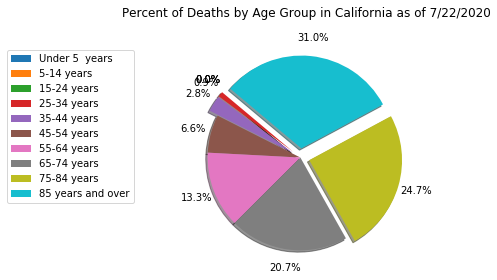 Percent of Deaths by Age Group in California as of 7/22/2020
Under 5 years
5-14 years
15-24 years
25-34 years
35-44 years
45-54 years
55-64 years
65-74 years
75-84 years
85 years and over
31.0%
0.0%
0.9%
2.8%
6.6%
13.3%
20.7%
24.7%